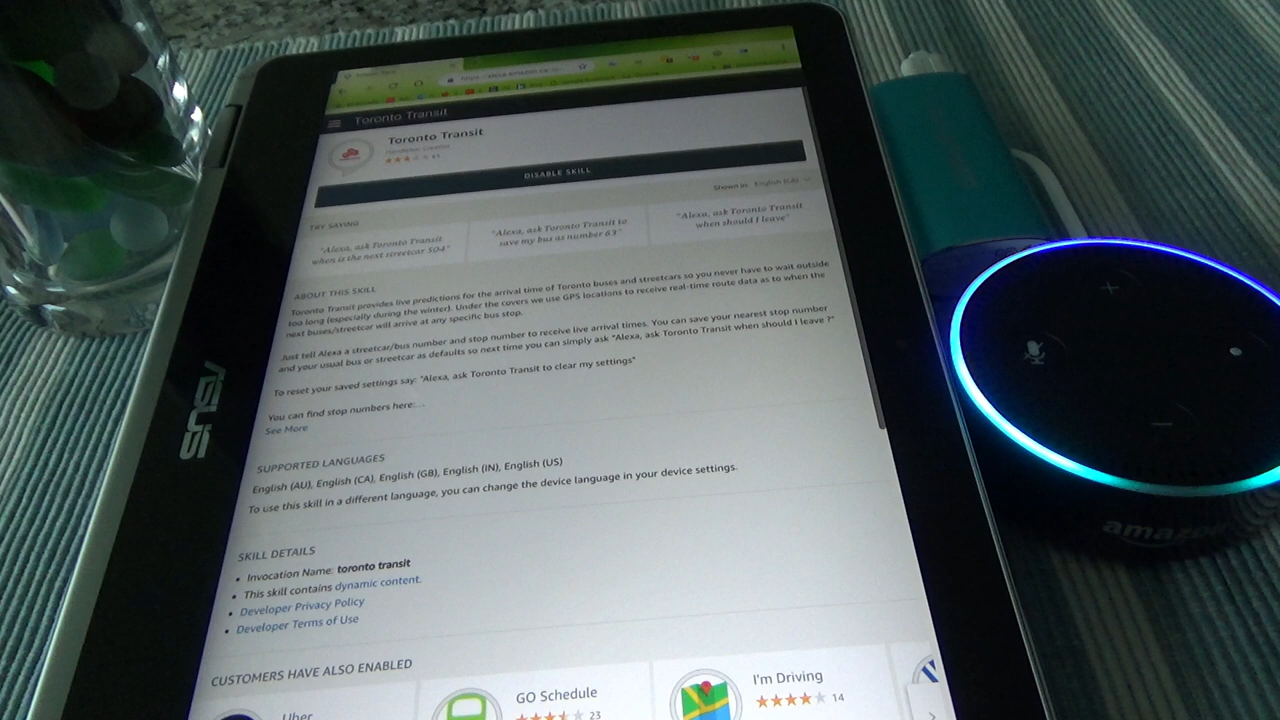 Toronto Transit
Toronto Transit
DISABLE SKILL
Shown in: English (CA)
TRY SAYING
"Alexa, ask Toronto Transit
when is the next streetcar 504"
"Alexa, ask Toronto Transit to
save my bus as number 63"
"Alexa, ask Toronto Transit
when should I leave"
ABOUT THIS SKILL
Toronto Transit provides live predictions for the arrival time of Toronto buses and streetcars so you never have to wait outside
too long (especially during the winter). Under the covers we use GPS locations to receive real-time route data as to when the
next buses/streetcar will arrive at any specific bus stop.
Just tell Alexa a streetcar/bus number and stop number to receive live arrival times. You can save your nearest stop number
and your usual bus or streetcar as defaults so next time you can simply ask "Alexa, ask Toronto Transit when should I leave ?"
To reset your saved settings say: "Alexa, ask Toronto Transit to clear my settings"
You can find stop numbers here:...
See More
SUPPORTED LANGUAGES
English (AU), English (CA), English (GB), English (IN), English (US)
To use this skill in a different language, you can change the device language in your device settings.
SKILL DETAILS
• Invocation Name: toronto transit
• This skill contains dynamic content.
• Developer Privacy Policy
• Developer Terms of Use
CUSTOMERS HAVE ALSO ENABLED
Uber
GO Schedule
23
I'm Driving
14
ASUS
amazon